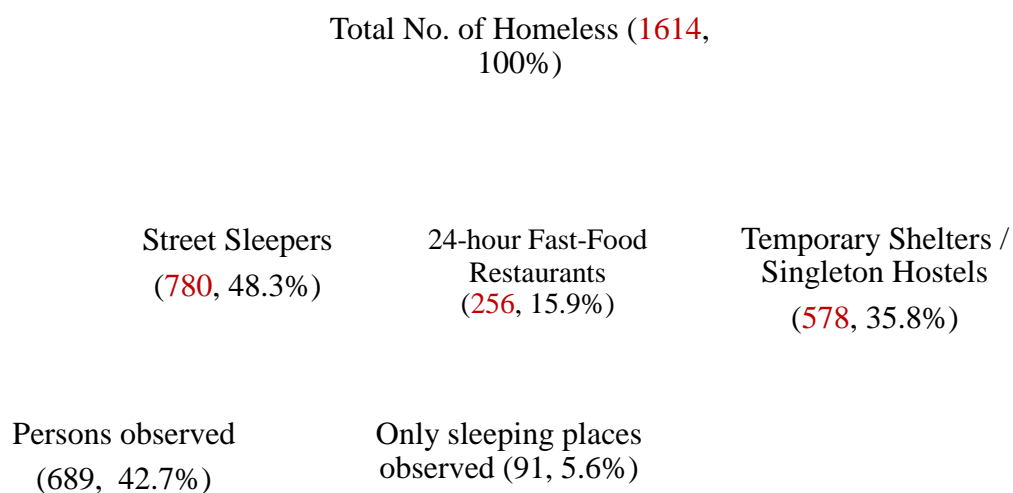 Total No. of Homeless (1614,
100%)
Street Sleepers
(780, 48.3%)
24-hour Fast-Food
Restaurants
(256, 15.9%)
Temporary Shelters /
Singleton Hostels
(578, 35.8%)
Persons observed
(689, 42.7%)
Only sleeping places
observed (91, 5.6%)